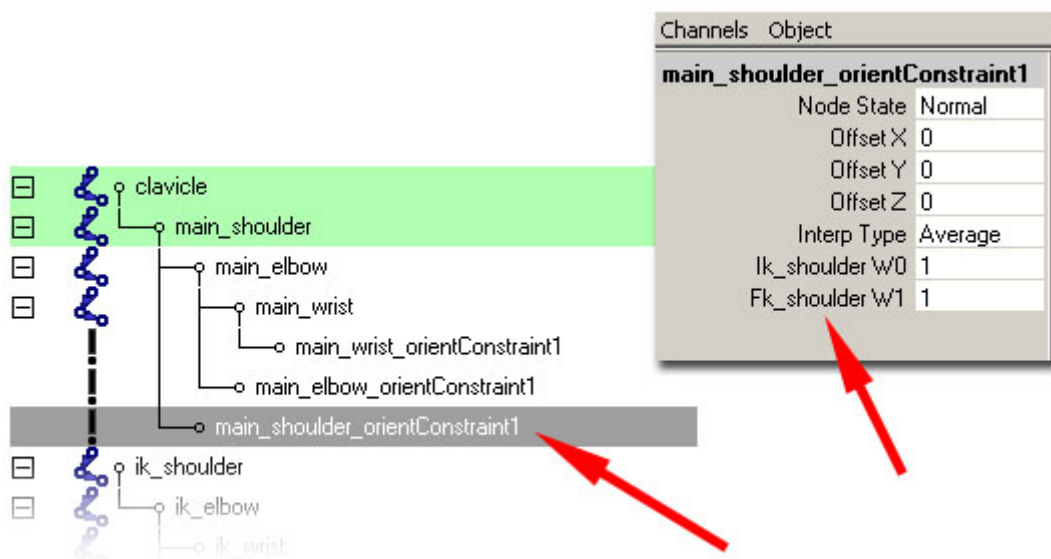 Channels Object
main_shoulder_orientConstraint1
Node State Normal
Offset X 0
Offset Y 0
Offset Z 0
Interp Type Average
Ik_shoulder W0 1
Fk_shoulder W1 1
clavicle
main_shoulder
main_elbow
main_wrist
main_wrist_orientConstraint1
main_elbow_orientConstraint1
main_shoulder_orientConstraint1
ik_shoulder
ik_elbow
ik_wrist